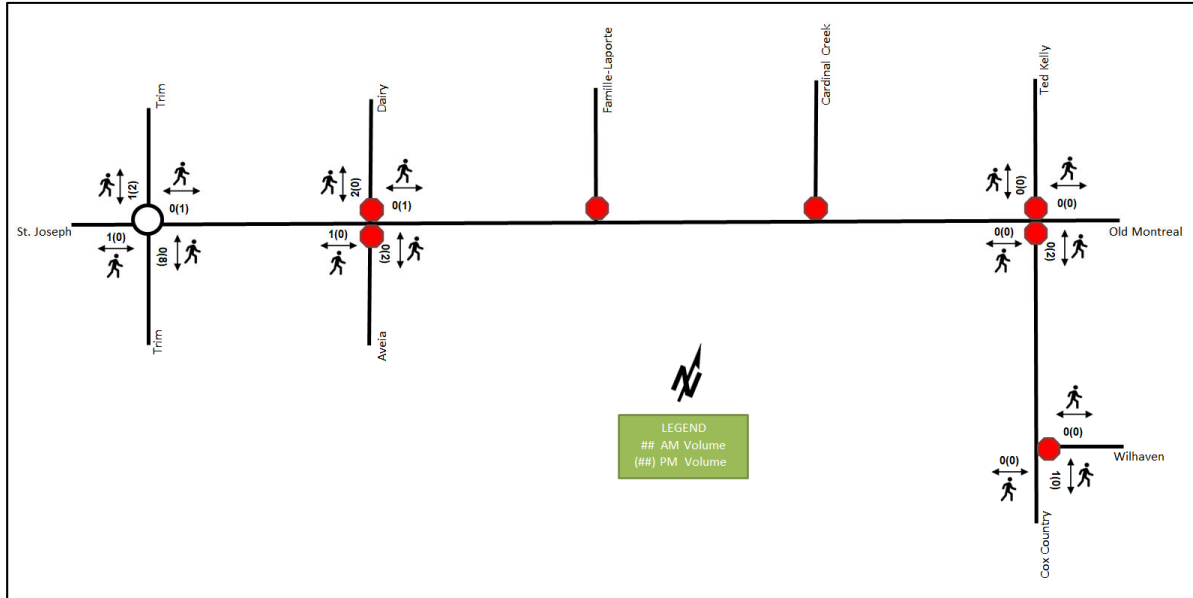 Trim
Dairy
Famille-Laporte
Cardinal Creek
Ted Kelly
1(2)
0(1)
2(0)
0(1)
0(0)
0(0)
St. Joseph
Old Montreal
1(0)
0(8)
1(0)
0(2)
0(0)
0(2)
Trim
Aveia
N
LEGEND
## AM Volume
(##) PM Volume
0(0)
0(0)
1(0)
Wilhaven
Cox Country